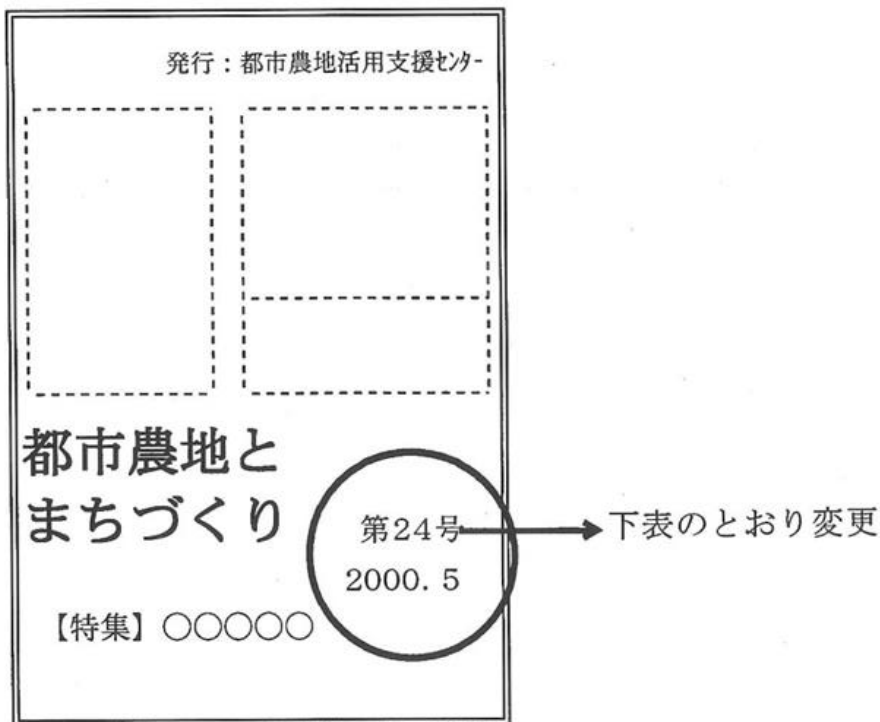 発行：都市農地活用支援ｾﾝﾀｰ
都市農地と
まちづくり
第24号
2000．5
下表のとおり変更
【特集】○○○○○